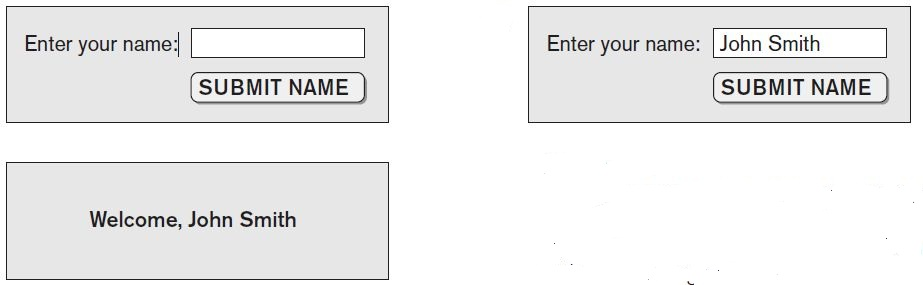 Enter your name:
SUBMIT NAME
Enter your name: John Smith
SUBMIT NAME
Welcome, John Smith